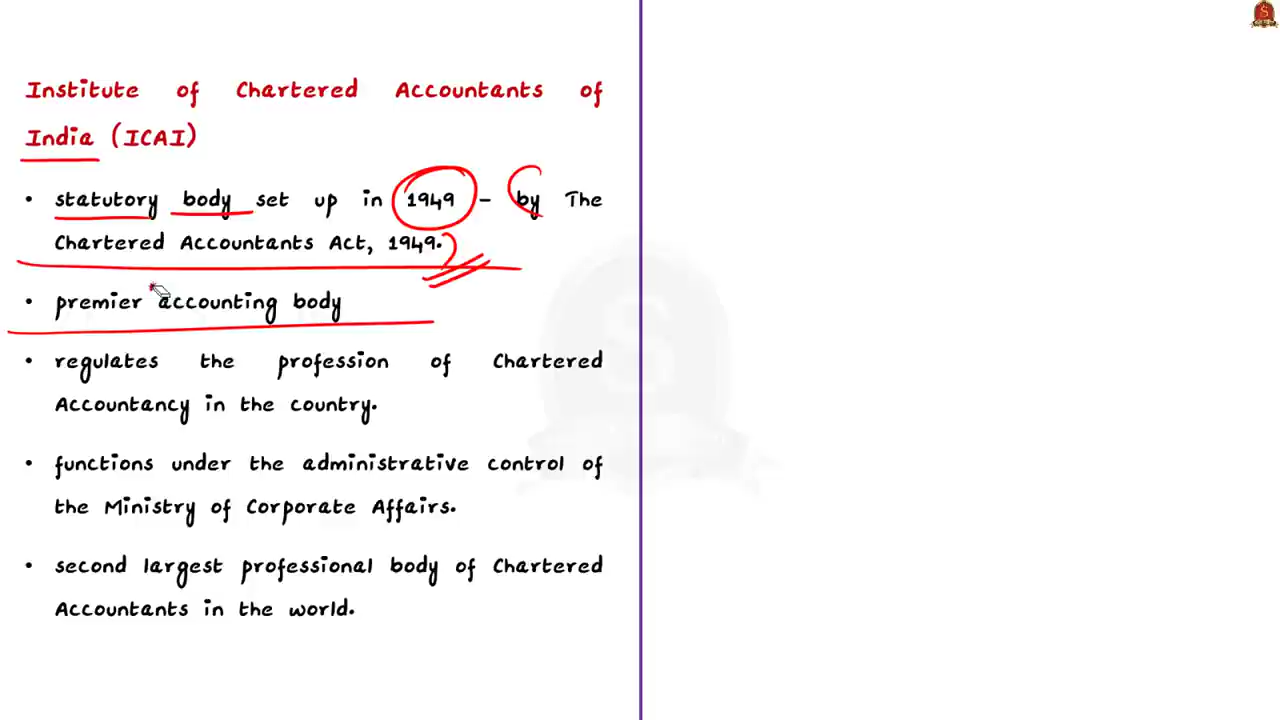 Institute of Chartered Accountants of
India (ICAI)
• statutory body set up in 1949 - by The
Chartered Accountants Act, 1949.
• premier accounting body
• regulates the profession of Chartered
Accountancy in the country.
• functions under the administrative control of
the Ministry of Corporate Affairs.
• second largest professional body of Chartered
Accountants in the world.